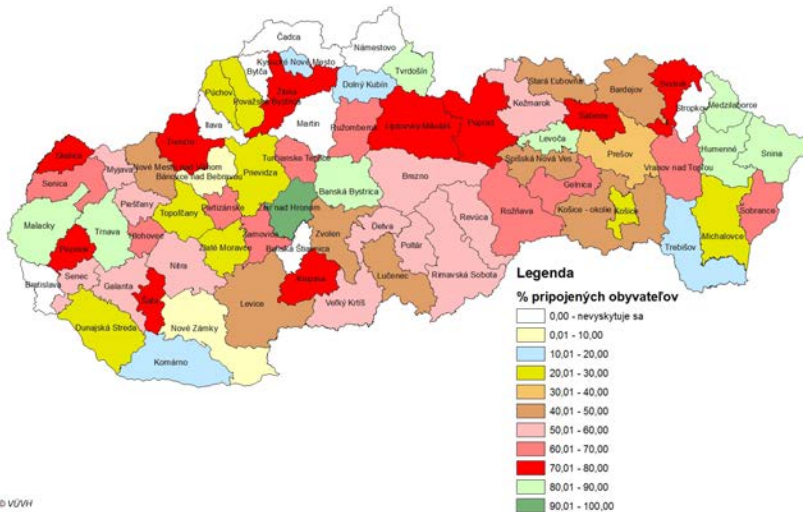 Čadca
Námestovo
Kysucké Nové Mesto
Bytča
Tvrdošín
Dolný Kubín
Stará Ľubovňa
Bardejov
Svidník
Stropkov
Medzilaborce
Púchov
Považská Bystrica
Žilina
Kežmarok
Ilava
Martin
Ružomberok
Liptovský Mikuláš
Poprad
Sabinov
Levoča
Humenné
Snina
Skalica
Trenčín
Turčianske Teplice
Spišská Nová Ves
Prešov
Vranov nad Topľou
Senica
Myjava
Nové Mesto nad Váhom
Bánovce nad Bebravou
Prievidza
Banská Bystrica
Brezno
Gelnica
Piešťany
Topoľčany
Partizánske
Žiar nad Hronom
Rožňava
Košice - okolie
Košice
Michalovce
Sobrance
Malacky
Trnava
Hlohovec
Zlaté Moravce
Žarnovica
Banská Štiavnica
Zvolen
Detva
Revúca
Poltár
Trebišov
Pezinok
Nitra
Senec
Galanta
Šaľa
Krupina
Lučenec
Rimavská Sobota
Bratislava
Levice
Veľký Krtíš
Dunajská Streda
Nové Zámky
Komárno
Legenda
% pripojených obyvateľov
0,00 - nevyskytuje sa
0,01 - 10,00
10,01 - 20,00
20,01 - 30,00
30,01 - 40,00
40,01 - 50,00
50,01 - 60,00
60,01 - 70,00
70,01 - 80,00
80,01 - 90,00
90,01 - 100,00
© VÚVH